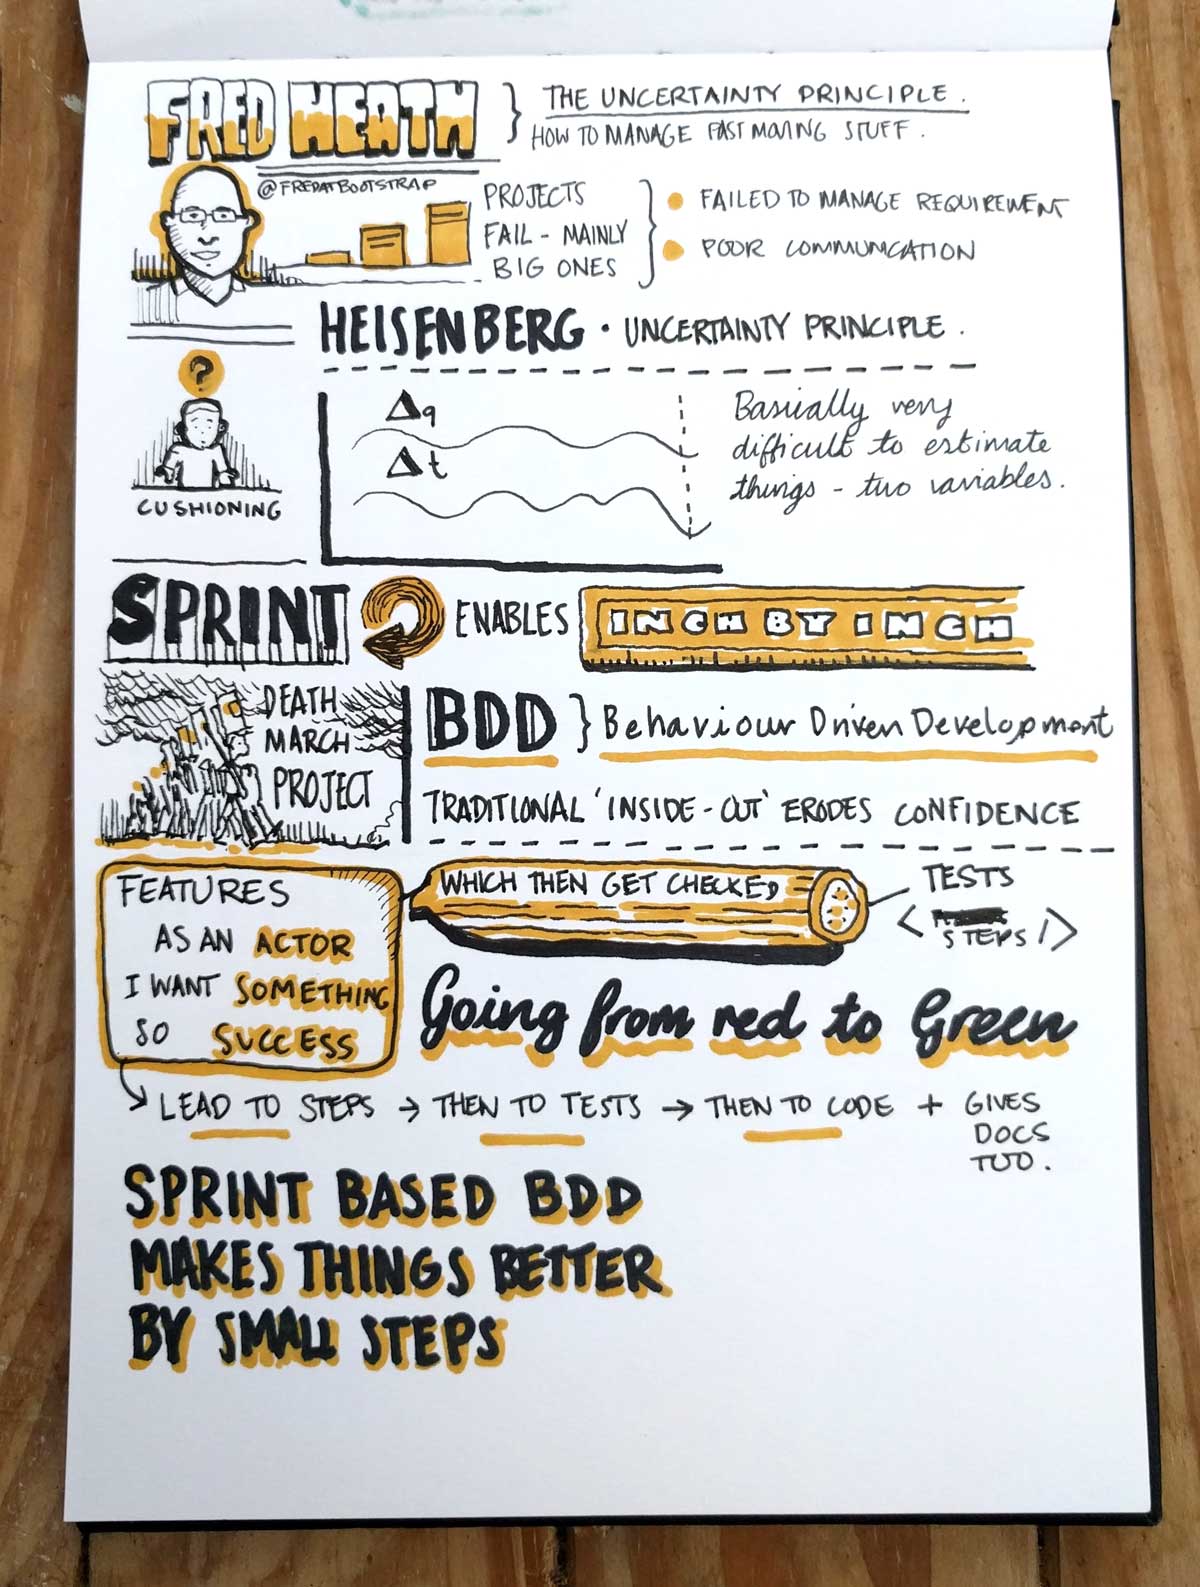 FRED HEATH
THE UNCERTAINTY PRINCIPLE.
HOW TO MANAGE FAST MOVING STUFF.
@FREDATBOOTSTRAP
PROJECTS
FAIL - MAINLY
BIG ONES
FAILED TO MANAGE REQUIREMENT
POOR COMMUNICATION
HEISENBERG · UNCERTAINTY PRINCIPLE.
?
CUSHIONING
Δq
Δt
Basically very
difficult to estimate
things - two variables.
SPRINT
ENABLES
INCH BY INCH
DEATH
MARCH
PROJECT
BDD } Behaviour Driven Development
TRADITIONAL 'INSIDE-OUT' ERODES CONFIDENCE
FEATURES
AS AN ACTOR
I WANT SOMETHING
SO SUCCESS
WHICH THEN GET CHECKED
TESTS
< STEPS />
Going from red to Green
LEAD TO STEPS → THEN TO TESTS → THEN TO CODE + GIVES
DOCS
TOO.
SPRINT BASED BDD
MAKES THINGS BETTER
BY SMALL STEPS